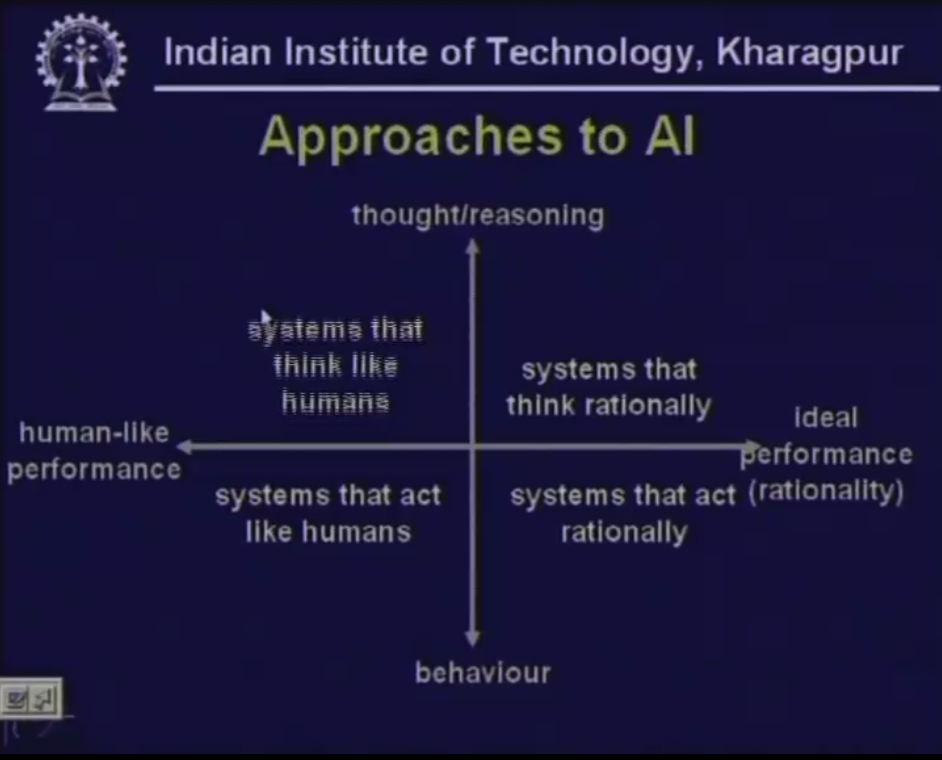 Indian Institute of Technology, Kharagpur
Approaches to AI
thought/reasoning
systems that
think like
humans
systems that
think rationally
human-like
performance
ideal
performance
(rationality)
systems that act
like humans
systems that act
rationally
behaviour